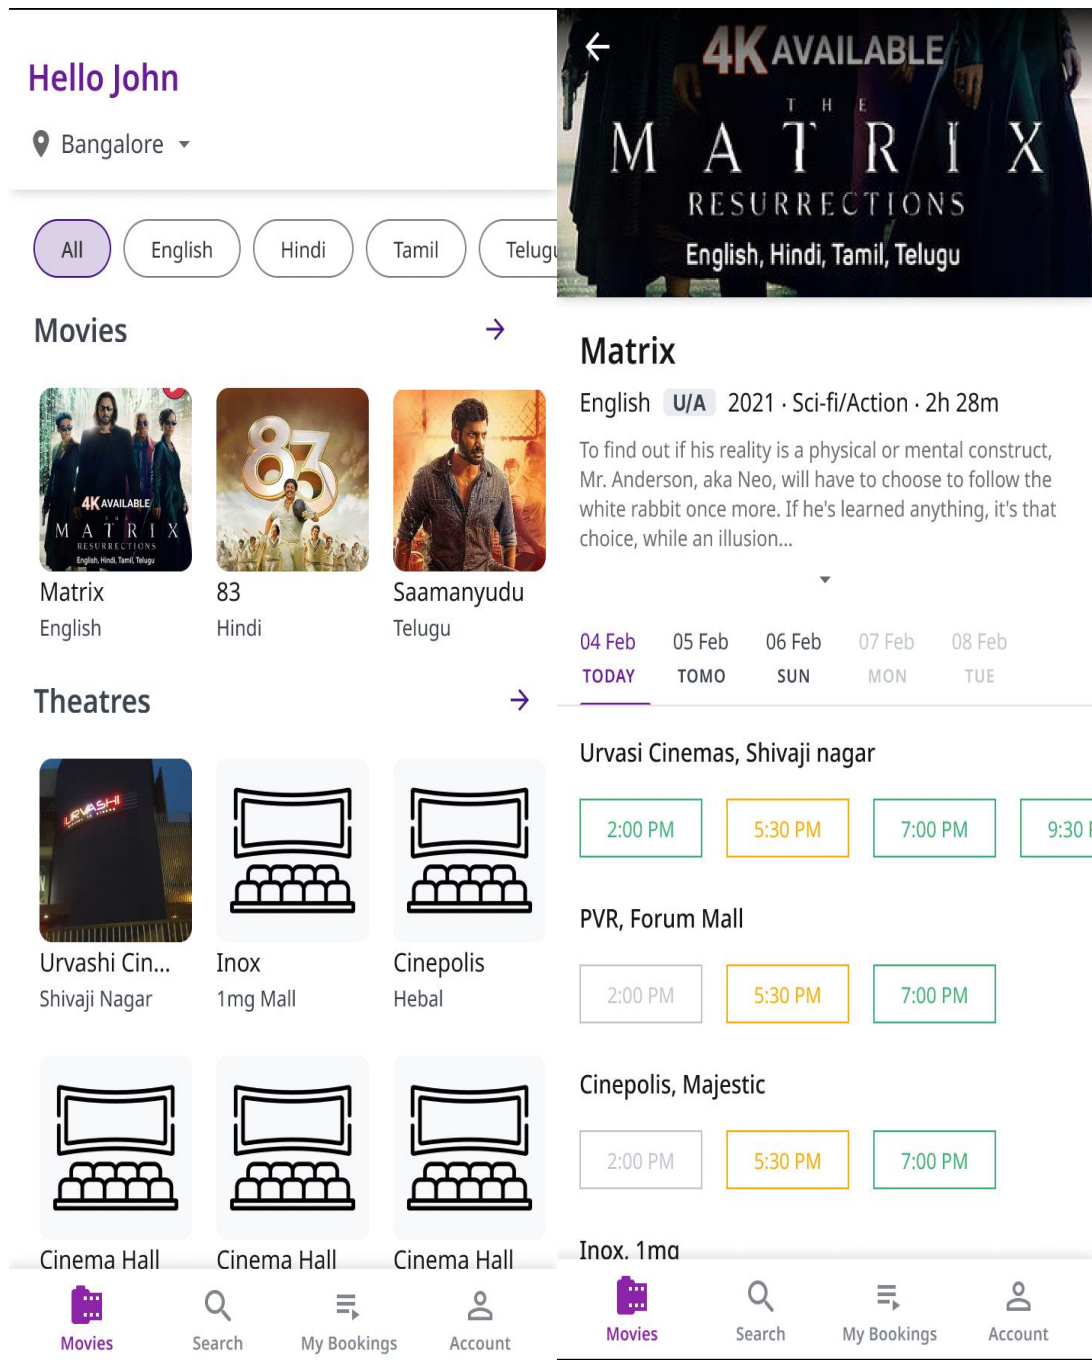 Hello John
Bangalore
All English Hindi Tamil Telugu
Movies
4K AVAILABLE
THE
MATRIX
RESURRECTIONS
English, Hindi, Tamil, Telugu
83
Matrix 83 Saamanyudu
English Hindi Telugu
Theatres
URVASHI
Urvashi Cin... Inox Cinepolis
Shivaji Nagar 1mg Mall Hebal
Cinema Hall Cinema Hall Cinema Hall
Movies Search My Bookings Account
4K AVAILABLE
THE
MATRIX
RESURRECTIONS
English, Hindi, Tamil, Telugu
Matrix
English U/A 2021 · Sci-fi/Action · 2h 28m
To find out if his reality is a physical or mental construct,
Mr. Anderson, aka Neo, will have to choose to follow the
white rabbit once more. If he's learned anything, it's that
choice, while an illusion...
04 Feb 05 Feb 06 Feb 07 Feb 08 Feb
TODAY TOMO SUN MON TUE
Urvasi Cinemas, Shivaji nagar
2:00 PM 5:30 PM 7:00 PM 9:30 P
PVR, Forum Mall
2:00 PM 5:30 PM 7:00 PM
Cinepolis, Majestic
2:00 PM 5:30 PM 7:00 PM
Inox, 1mg
Movies Search My Bookings Account